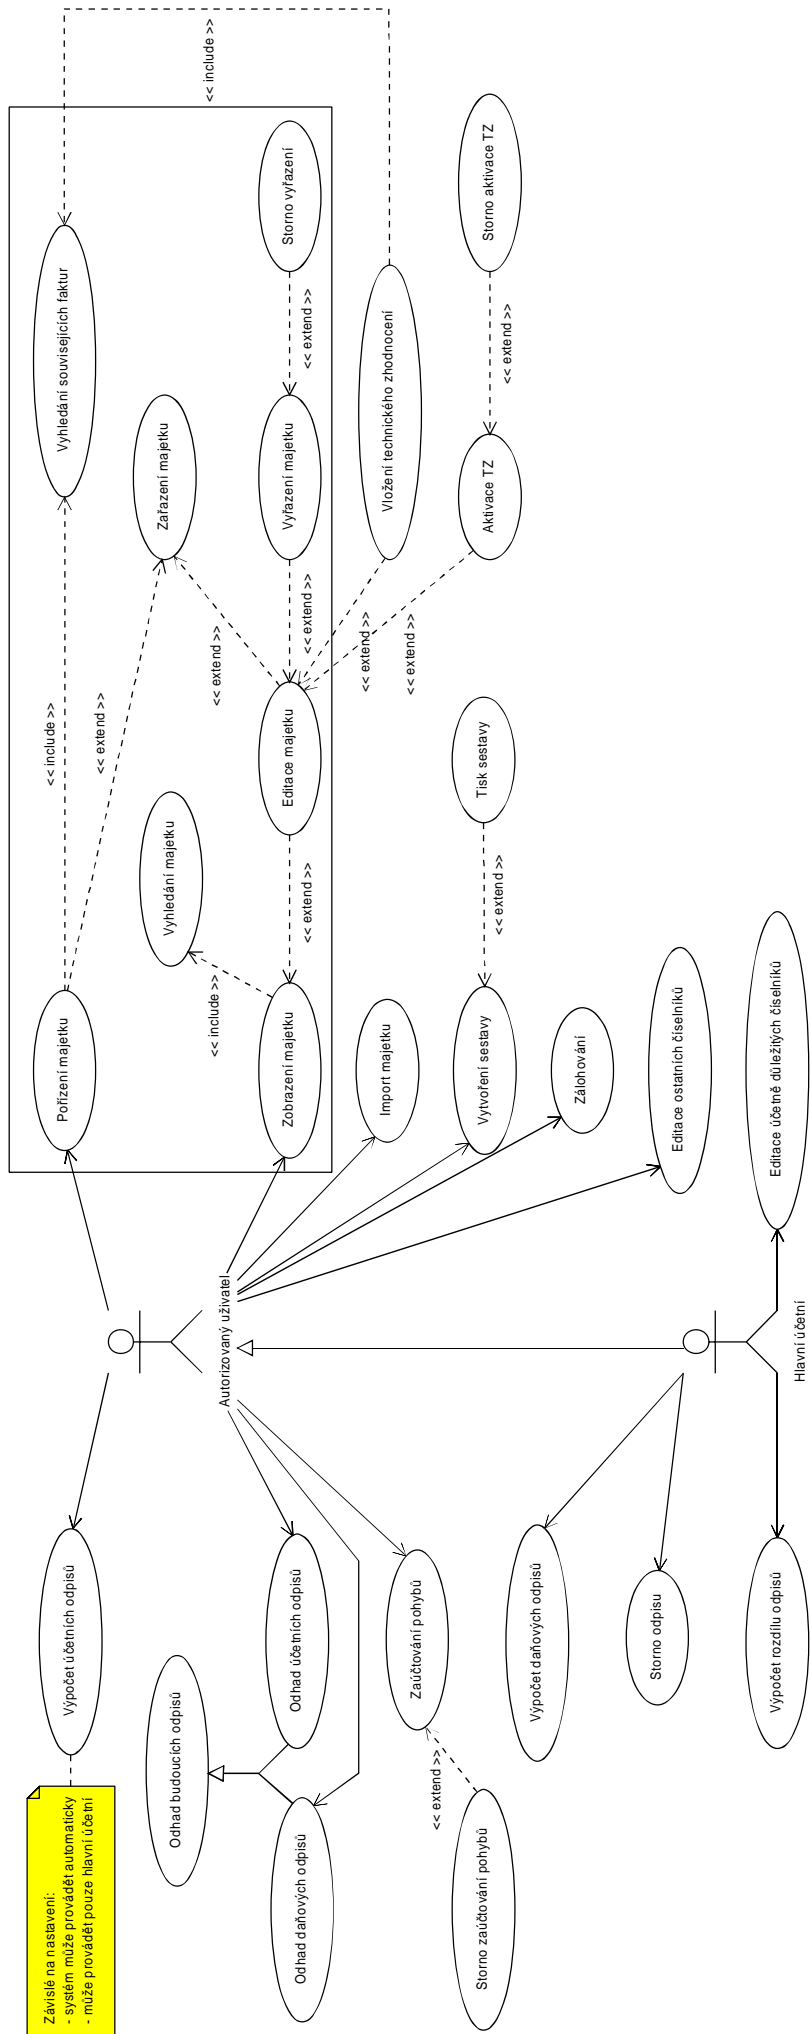 Závislé na nastavení:
- systém může provádět automaticky
- může provádět pouze hlavní účetní
Výpočet účetních odpisů
Odhad budoucích odpisů
Odhad účetních odpisů
Odhad daňových odpisů
Zaúčtování pohybů
<< extend >>
Storno zaúčtování pohybů
Výpočet daňových odpisů
Storno odpisu
Výpočet rozdílu odpisů
Autorizovaný uživatel
Hlavní účetní
Pořízení majetku
<< include >>
<< extend >>
Vyhledání souvisejících faktur
<< include >>
Zařazení majetku
Vyhledání majetku
<< include >>
<< extend >>
Zobrazení majetku
<< extend >>
Editace majetku
<< extend >>
Vyřazení majetku
<< extend >>
Storno vyřazení
Import majetku
<< extend >>
Vložení technického zhodnocení
<< extend >>
Vytvoření sestavy
<< extend >>
Tisk sestavy
Aktivace TZ
<< extend >>
Storno aktivace TZ
Zálohování
Editace ostatních číselníků
Editace účetně důležitých číselníků